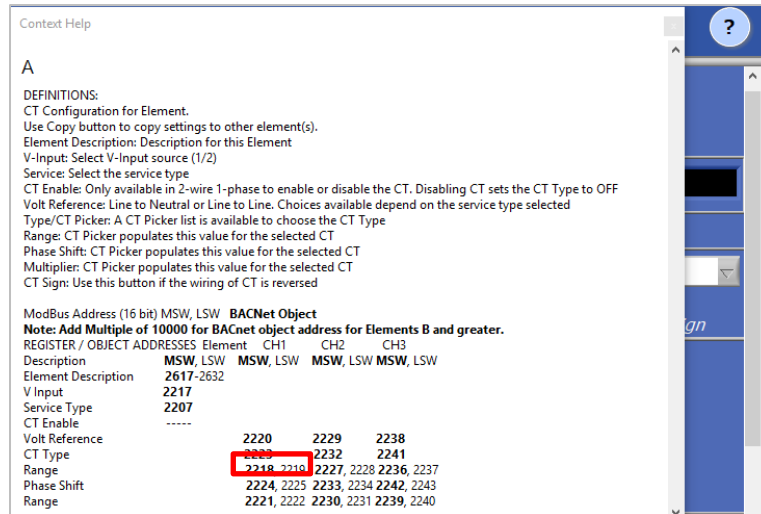 Context Help
?
A
DEFINITIONS:
CT Configuration for Element.
Use Copy button to copy settings to other element(s).
Element Description: Description for this Element
V-Input: Select V-Input source (1/2)
Service: Select the service type
CT Enable: Only available in 2-wire 1-phase to enable or disable the CT. Disabling CT sets the CT Type to OFF
Volt Reference: Line to Neutral or Line to Line. Choices available depend on the service type selected
Type/CT Picker: A CT Picker list is available to choose the CT Type
Range: CT Picker populates this value for the selected CT
Phase Shift: CT Picker populates this value for the selected CT
Multiplier: CT Picker populates this value for the selected CT
CT Sign: Use this button if the wiring of CT is reversed
ign
ModBus Address (16 bit) MSW, LSW BACNet Object
Note: Add Multiple of 10000 for BACnet object address for Elements B and greater.
REGISTER / OBJECT ADDRESSES Element CH1 CH2 CH3
Description MSW, LSW MSW, LSW MSW, LSW MSW, LSW
Element Description 2617-2632
V Input 2217
Service Type 2207
CT Enable -----
Volt Reference 2220 2229 2238
CT Type 2223 2232 2241
Range 2218, 2219 2227, 2228 2236, 2237
Phase Shift 2224, 2225 2233, 2234 2242, 2243
Range 2221, 2222 2230, 2231 2239, 2240